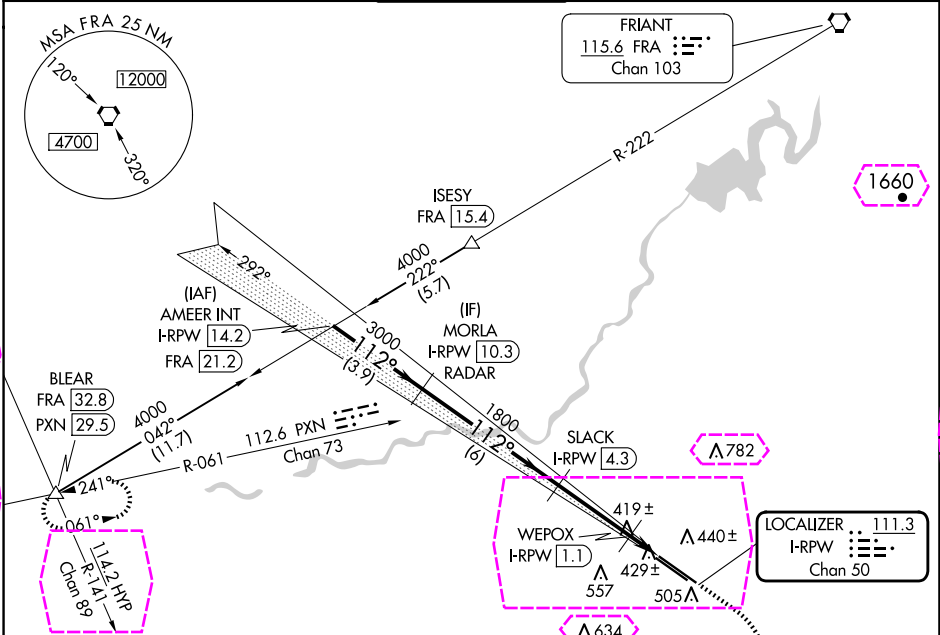 MSA FRA 25 NM
120°
12000
4700
320°
FRIANT
115.6 FRA
Chan 103
R-222
1660
ISESY
FRA 15.4
4000
222°
(5.7)
292°
(IAF)
AMEER INT
I-RPW 14.2
FRA 21.2
3000
112°
(3.9)
(IF)
MORLA
I-RPW 10.3
RADAR
BLEAR
FRA 32.8
PXN 29.5
4000
042°
(11.7)
R-061
112.6 PXN
Chan 73
1800
112°
(6)
SLACK
I-RPW 4.3
782
241°
061°
114.2 HYP
R-141
Chan 89
419±
WEPOX
I-RPW 1.1
429±
440±
557
505
LOCALIZER 111.3
I-RPW
Chan 50
634